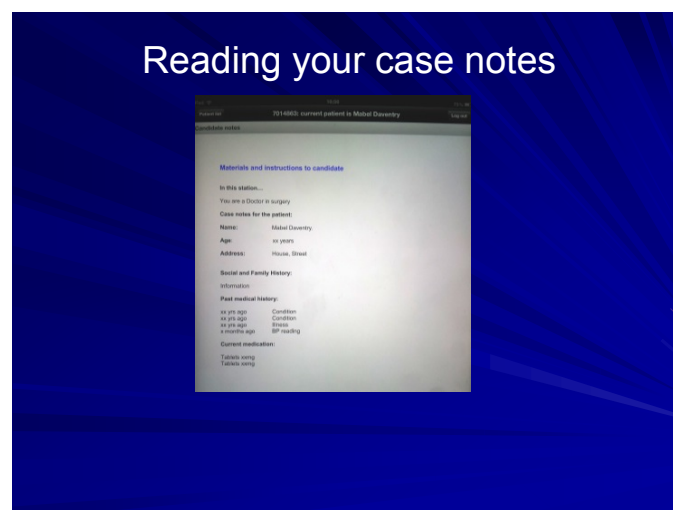 Reading your case notes
7014863: current patient is Mabel Daventry
Candidate notes
Materials and instructions to candidate
In this station...
You are a Doctor in surgery
Case notes for the patient:
Name: Mabel Daventry.
Age: xx years
Address: House, Street
Social and Family History:
Information
Past medical history:
xx yrs ago Condition
xx yrs ago Condition
xx yrs ago Illness
x months ago BP reading
Current medication:
Tablets xxmg
Tablets xxmg